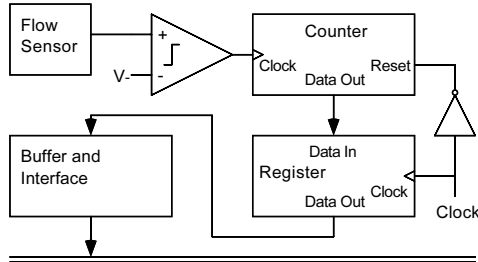 Flow
Sensor
+
V-
-
Counter
Clock
Reset
Data Out
Buffer and
Interface
Data In
Register
Clock
Data Out
Clock